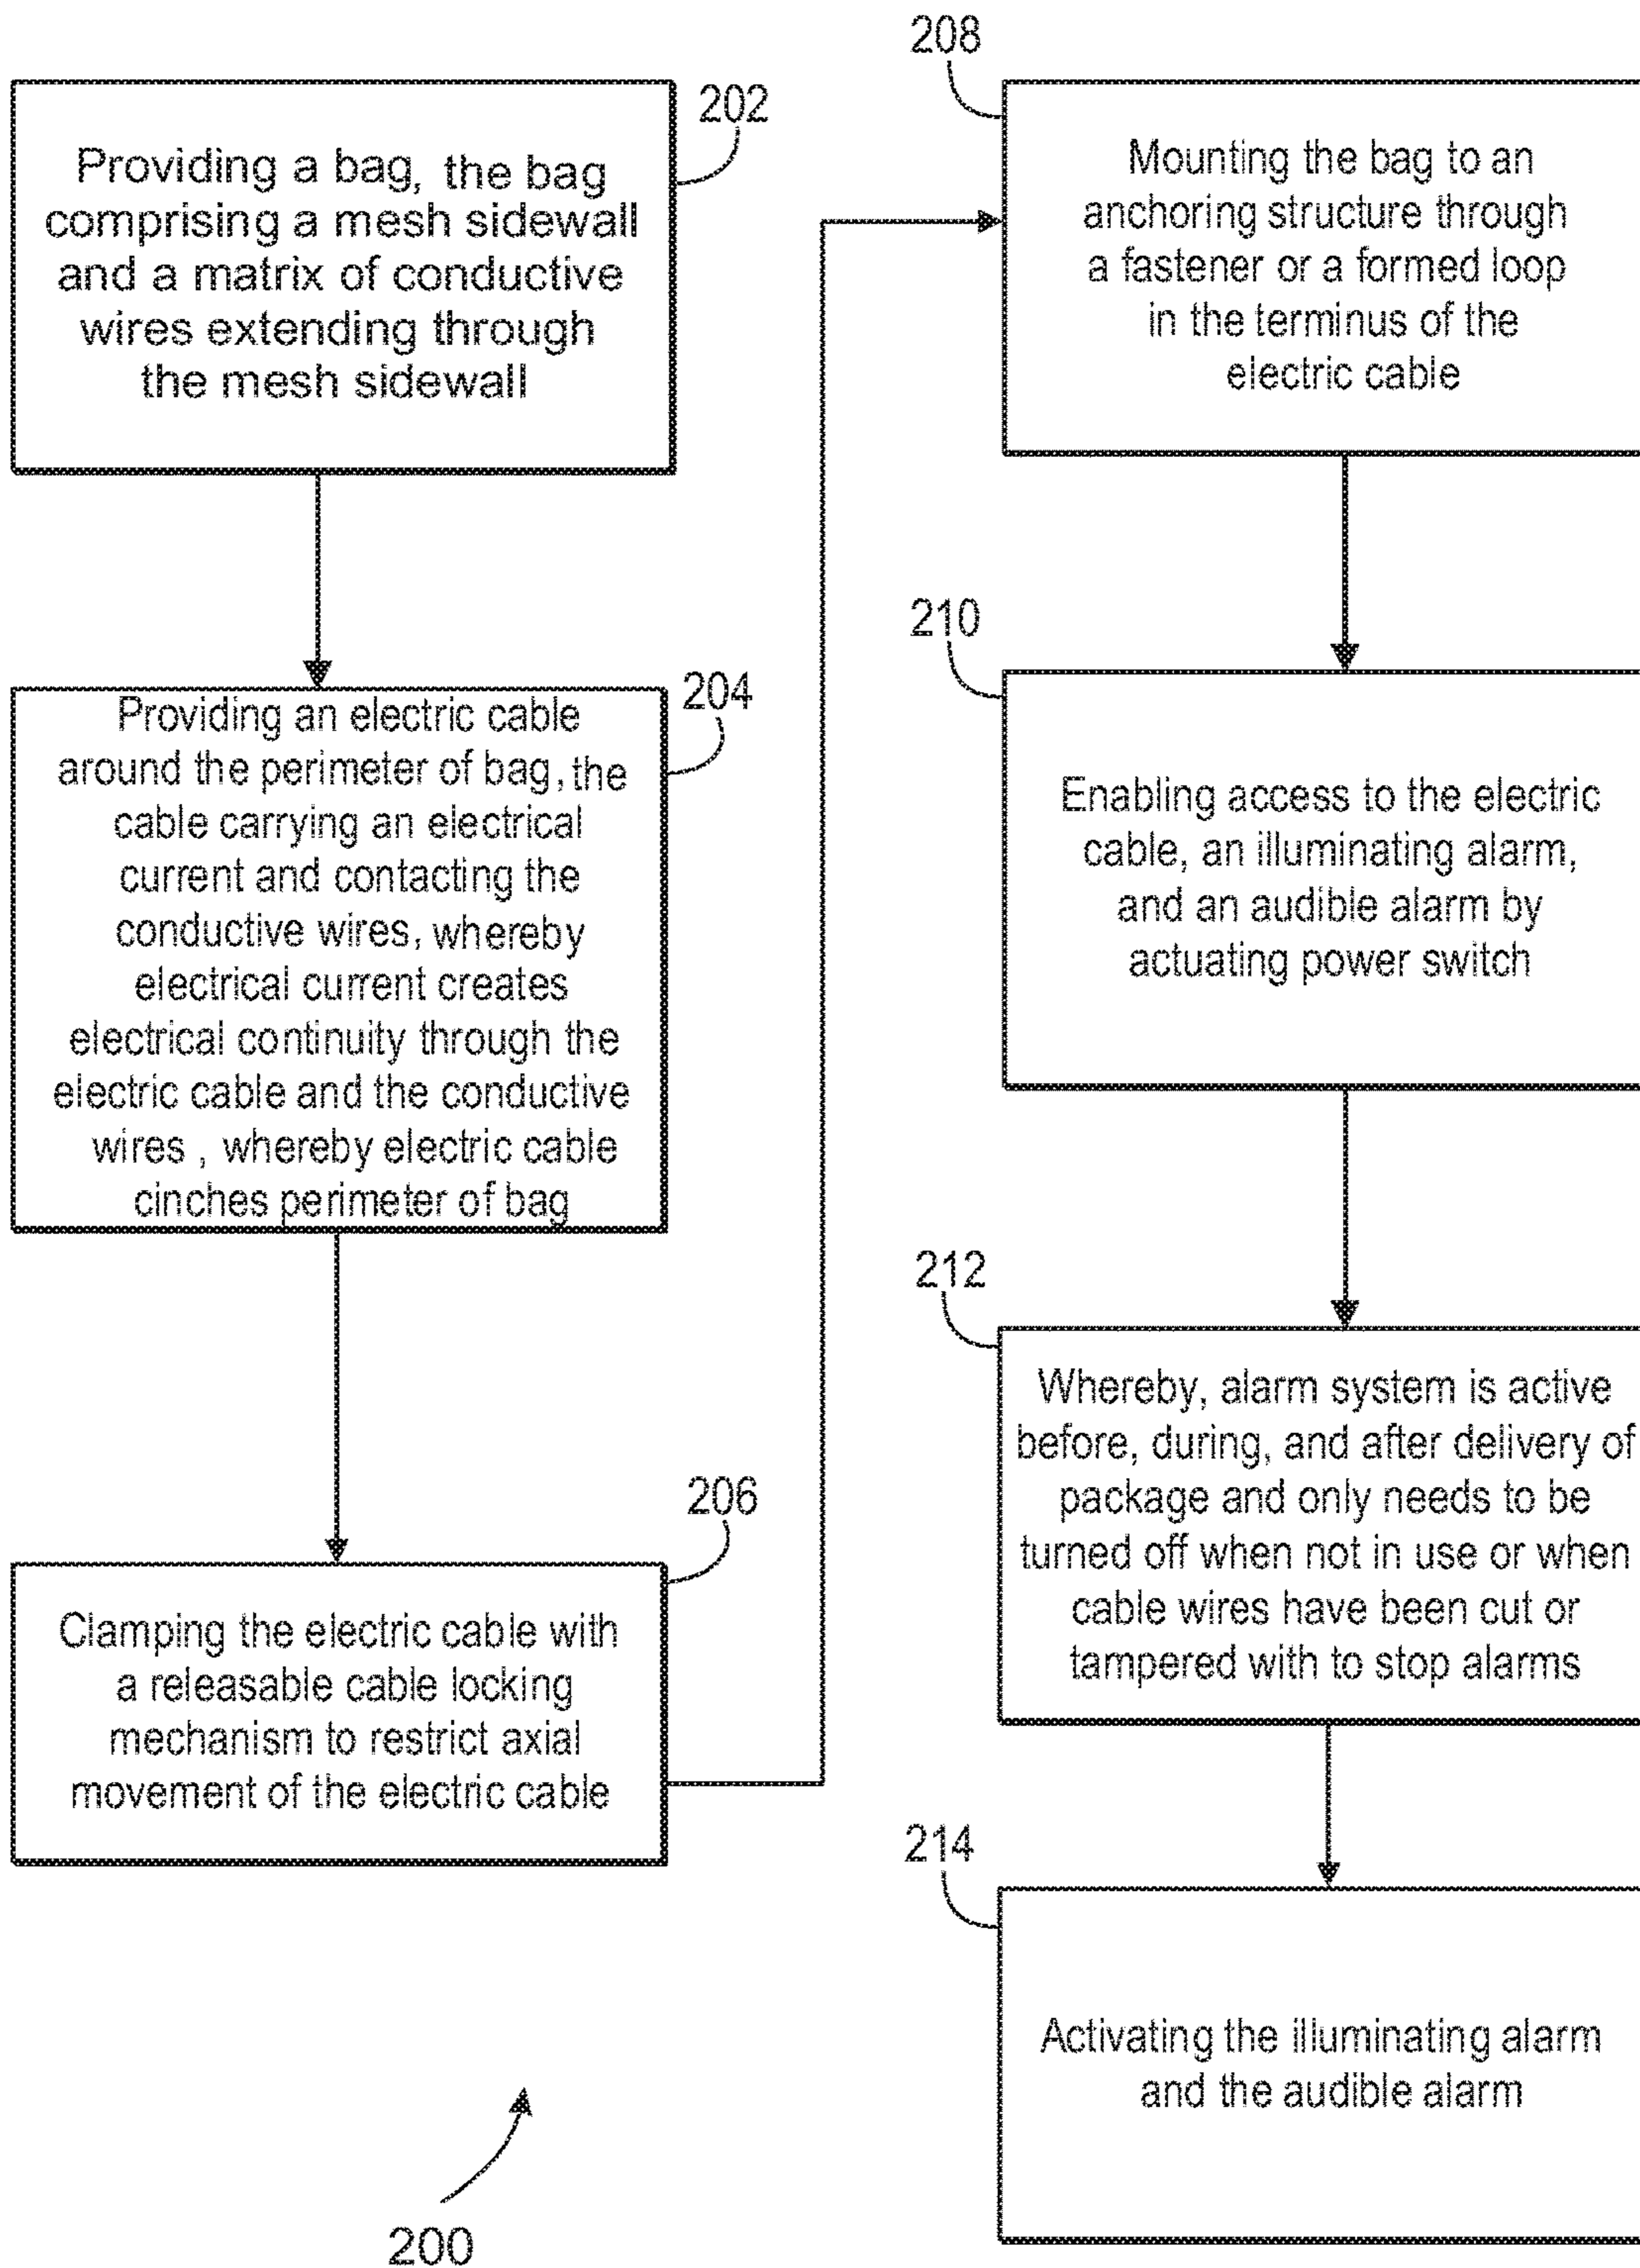 202
Providing a bag, the bag
comprising a mesh sidewall
and a matrix of conductive
wires extending through
the mesh sidewall
204
Providing an electric cable
around the perimeter of bag, the
cable carrying an electrical
current and contacting the
conductive wires, whereby
electrical current creates
electrical continuity through the
electric cable and the conductive
wires , whereby electric cable
cinches perimeter of bag
206
Clamping the electric cable with
a releasable cable locking
mechanism to restrict axial
movement of the electric cable
208
Mounting the bag to an
anchoring structure through
a fastener or a formed loop
in the terminus of the
electric cable
210
Enabling access to the electric
cable, an illuminating alarm,
and an audible alarm by
actuating power switch
212
Whereby, alarm system is active
before, during, and after delivery of
package and only needs to be
turned off when not in use or when
cable wires have been cut or
tampered with to stop alarms
214
Activating the illuminating alarm
and the audible alarm
200